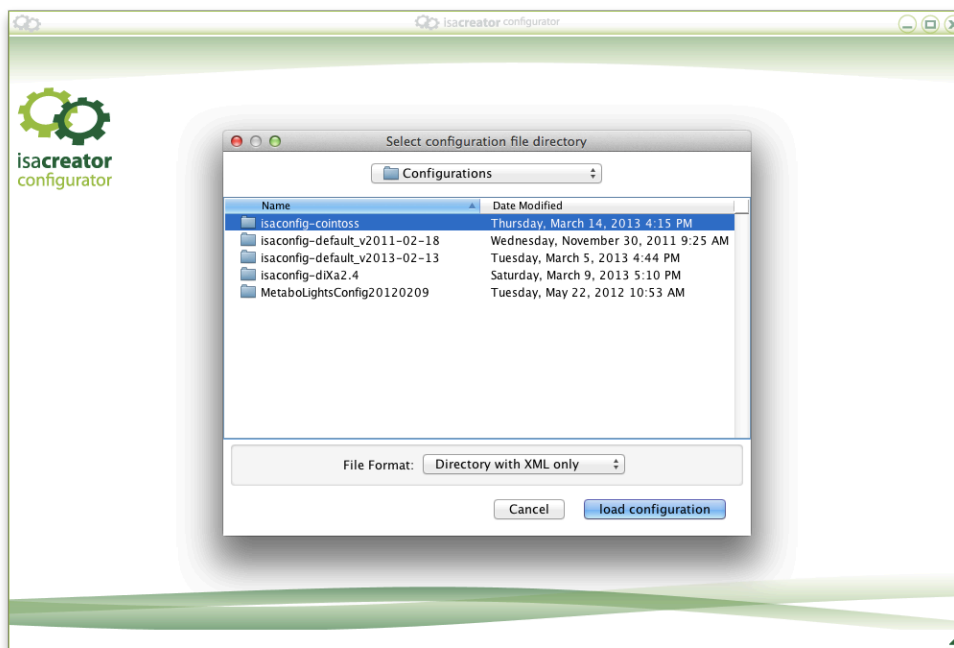 isacreator configurator
isacreator
configurator
Select configuration file directory
Configurations
Name Date Modified
isaconfig-cointoss Thursday, March 14, 2013 4:15 PM
isaconfig-default_v2011-02-18 Wednesday, November 30, 2011 9:25 AM
isaconfig-default_v2013-02-13 Tuesday, March 5, 2013 4:44 PM
isaconfig-diXa2.4 Saturday, March 9, 2013 5:10 PM
MetaboLightsConfig20120209 Tuesday, May 22, 2012 10:53 AM
File Format: Directory with XML only
Cancel load configuration